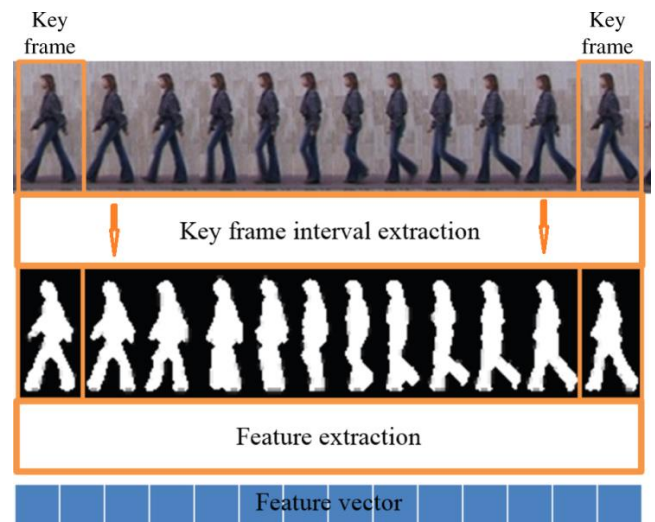 Key
frame
Key
frame
Key frame interval extraction
Feature extraction
Feature vector